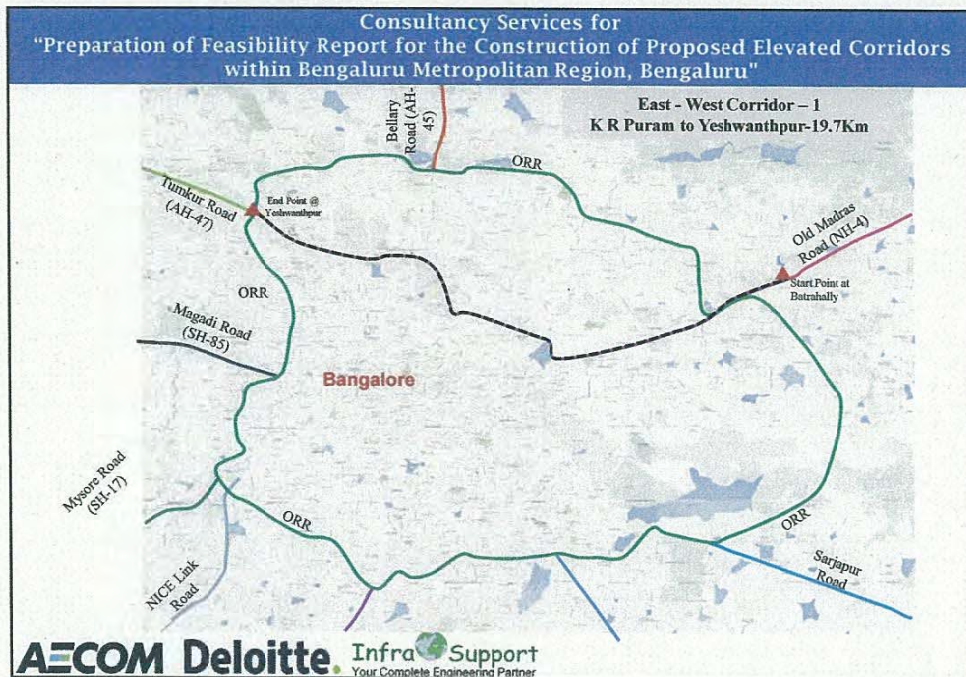 Consultancy Services for
"Preparation of Feasibility Report for the Construction of Proposed Elevated Corridors
within Bengaluru Metropolitan Region, Bengaluru"
East - West Corridor – 1
K R Puram to Yeshwanthpur-19.7Km
Bellary
Road (AH-
45)
ORR
Tumkur Road
(AH-47)
End Point @
Yeshwanthpur
Old Madras
Road (NH-4)
Start Point at
Batrahally
ORR
Magadi Road
(SH-85)
Bangalore
Mysore Road
(SH-17)
ORR
ORR
NICE Link
Road
Sarjapur
Road
AECOM Deloitte. Infra Support
Your Complete Engineering Partner